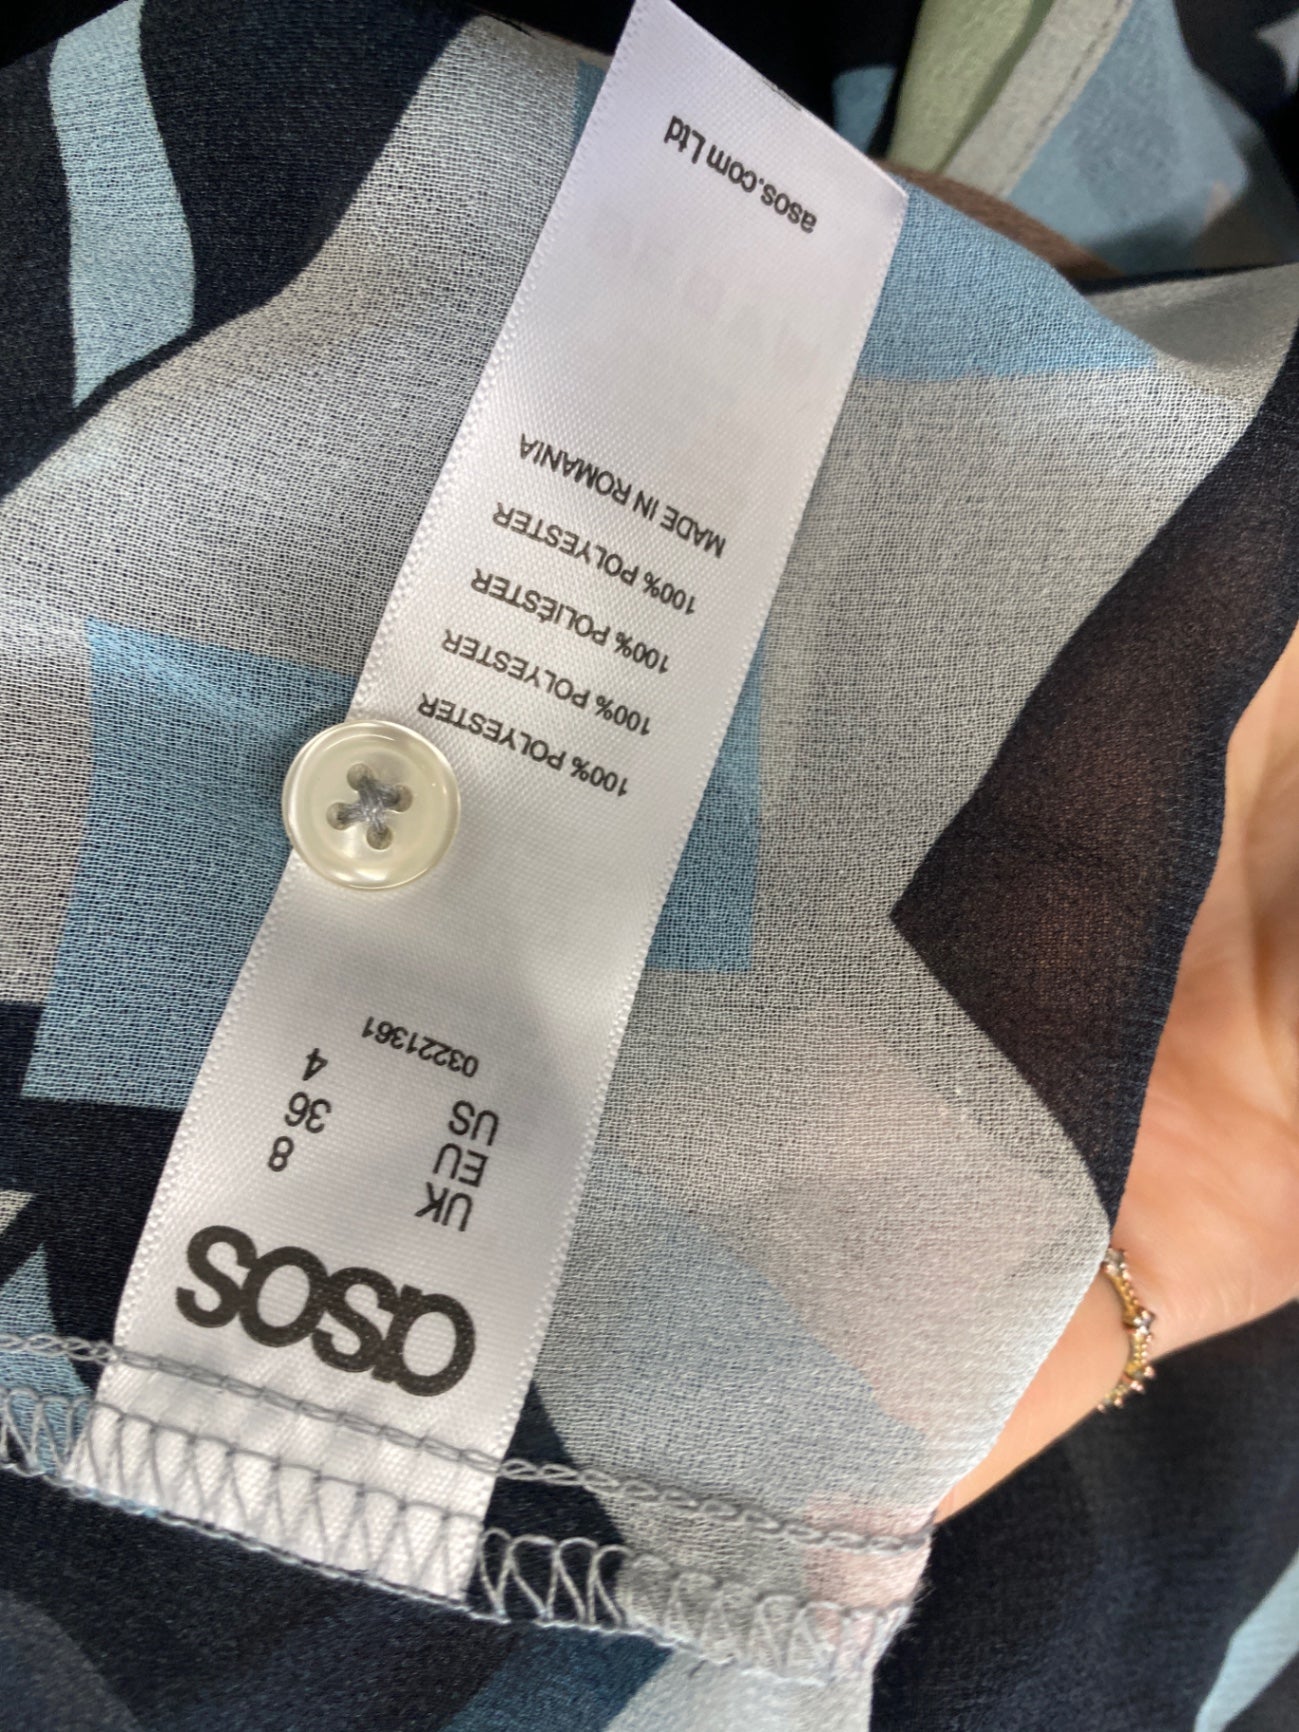 asos
UK 8
EU 36
US 4
03221361
100% POLYESTER
100% POLYESTER
100% POLIÉSTER
100% POLYESTER
MADE IN ROMANIA
asos.com Ltd